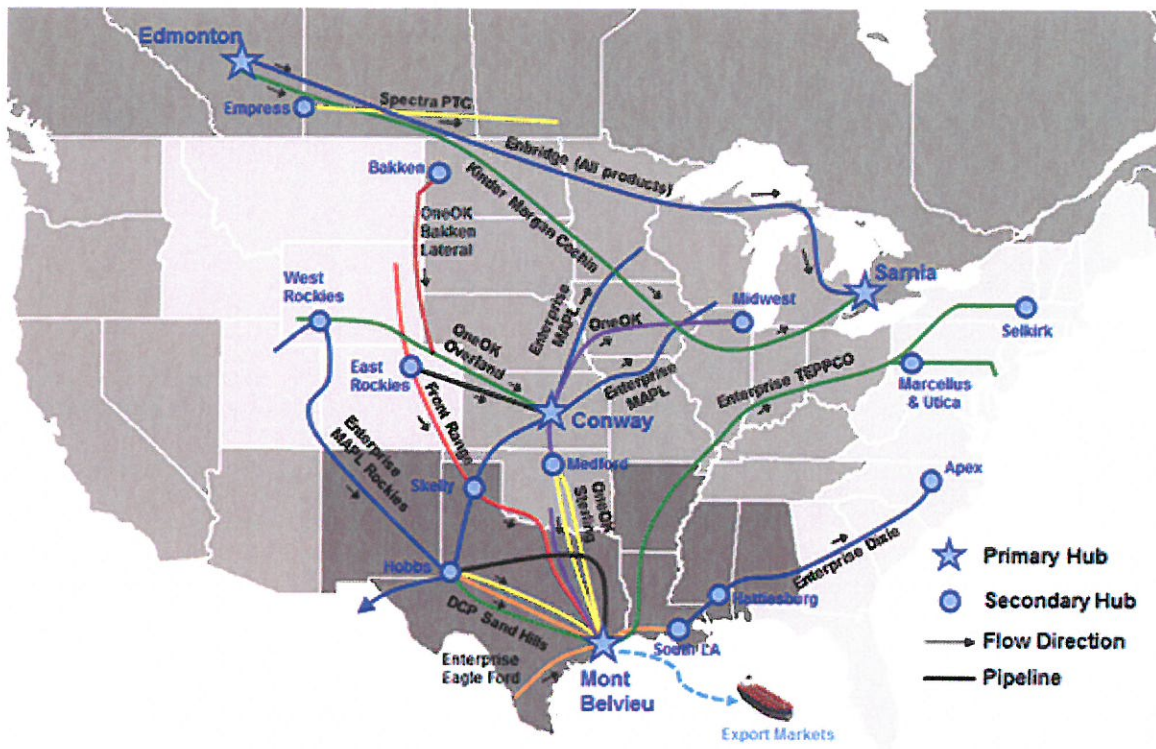 Edmonton
Empress
Spectra PTC
Enbridge (All products)
Kinder Morgan Cochin
Bakken
OneOK
Bakken
Lateral
West
Rockies
Sarnia
Midwest
Selkirk
Enterprise
MAPL
OneOK
OneOK
Overland
East
Rockies
Enterprise
MAPL
Enterprise TEPPCO
Marcellus
& Utica
Front Range
Conway
Enterprise
MAPL Rockies
Medford
Skelly
OneOK
Sterling
Apex
Hobbs
Enterprise Dixie
Hattiesburg
DCP Sand Hills
South LA
Enterprise
Eagle Ford
Mont
Belvieu
Export Markets
Primary Hub
Secondary Hub
Flow Direction
Pipeline